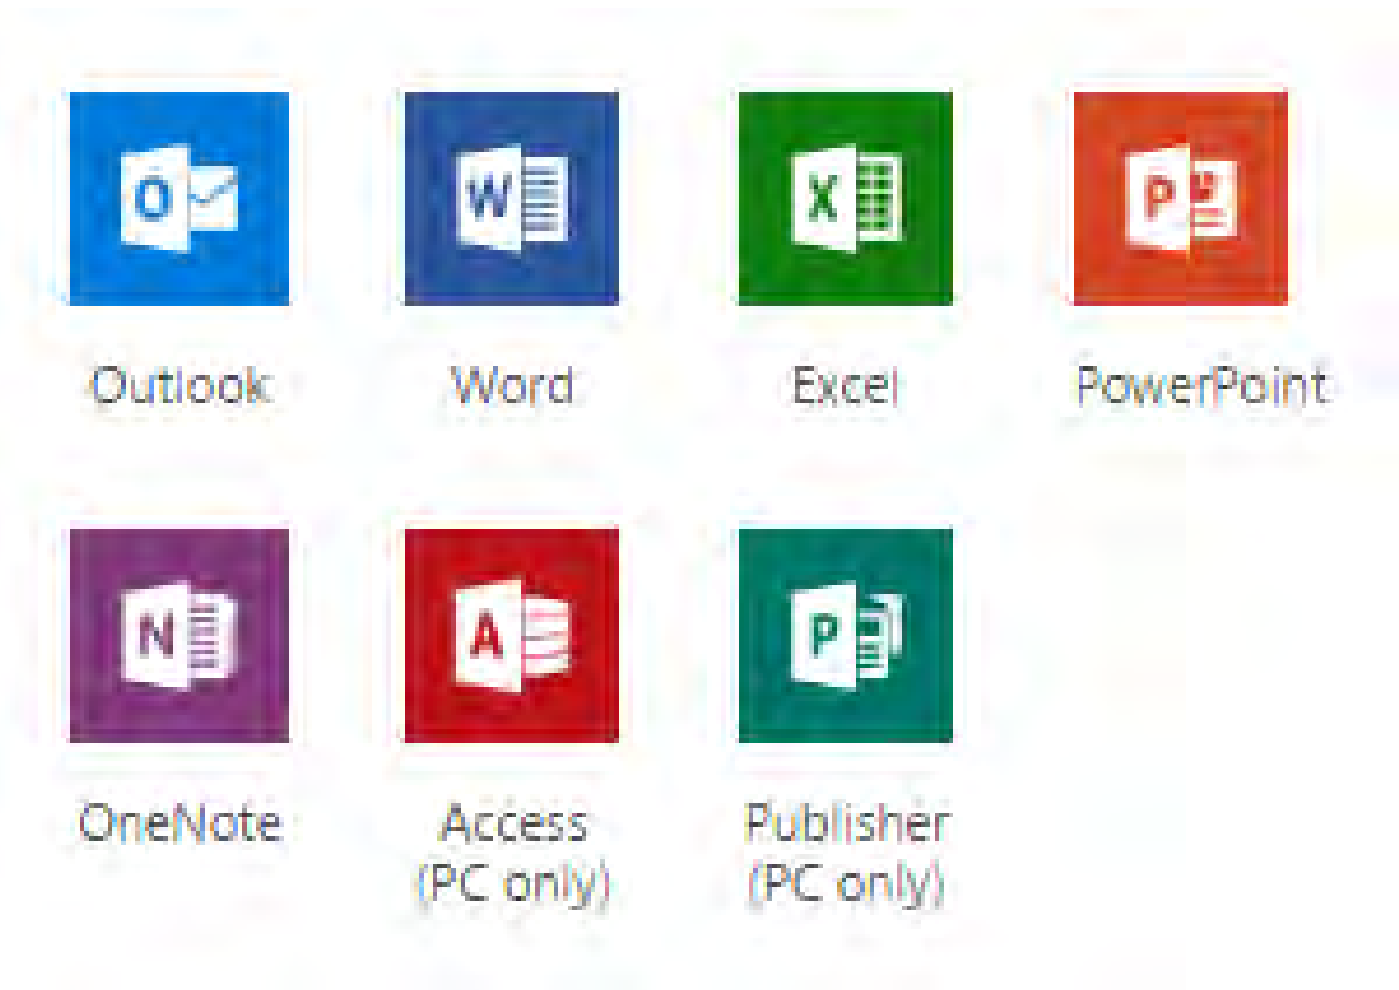 O
W
X
P
Outlook
Word
Excel
PowerPoint
N
A
P
OneNote
Access
(PC only)
Publisher
(PC only)